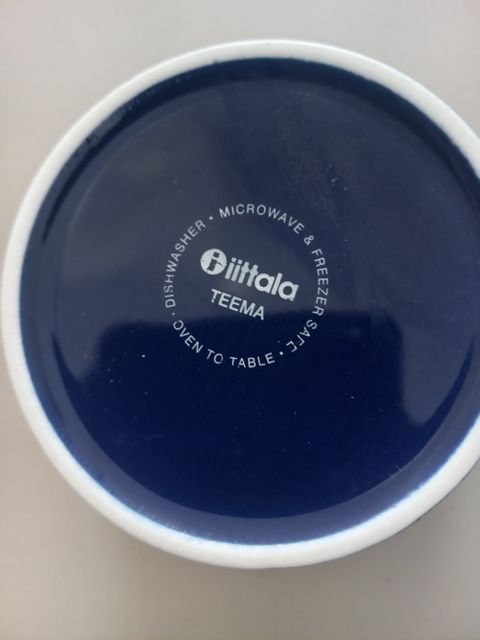 DISHWASHER • MICROWAVE & FREEZER SAFE • OVEN TO TABLE •
i iittala
TEEMA